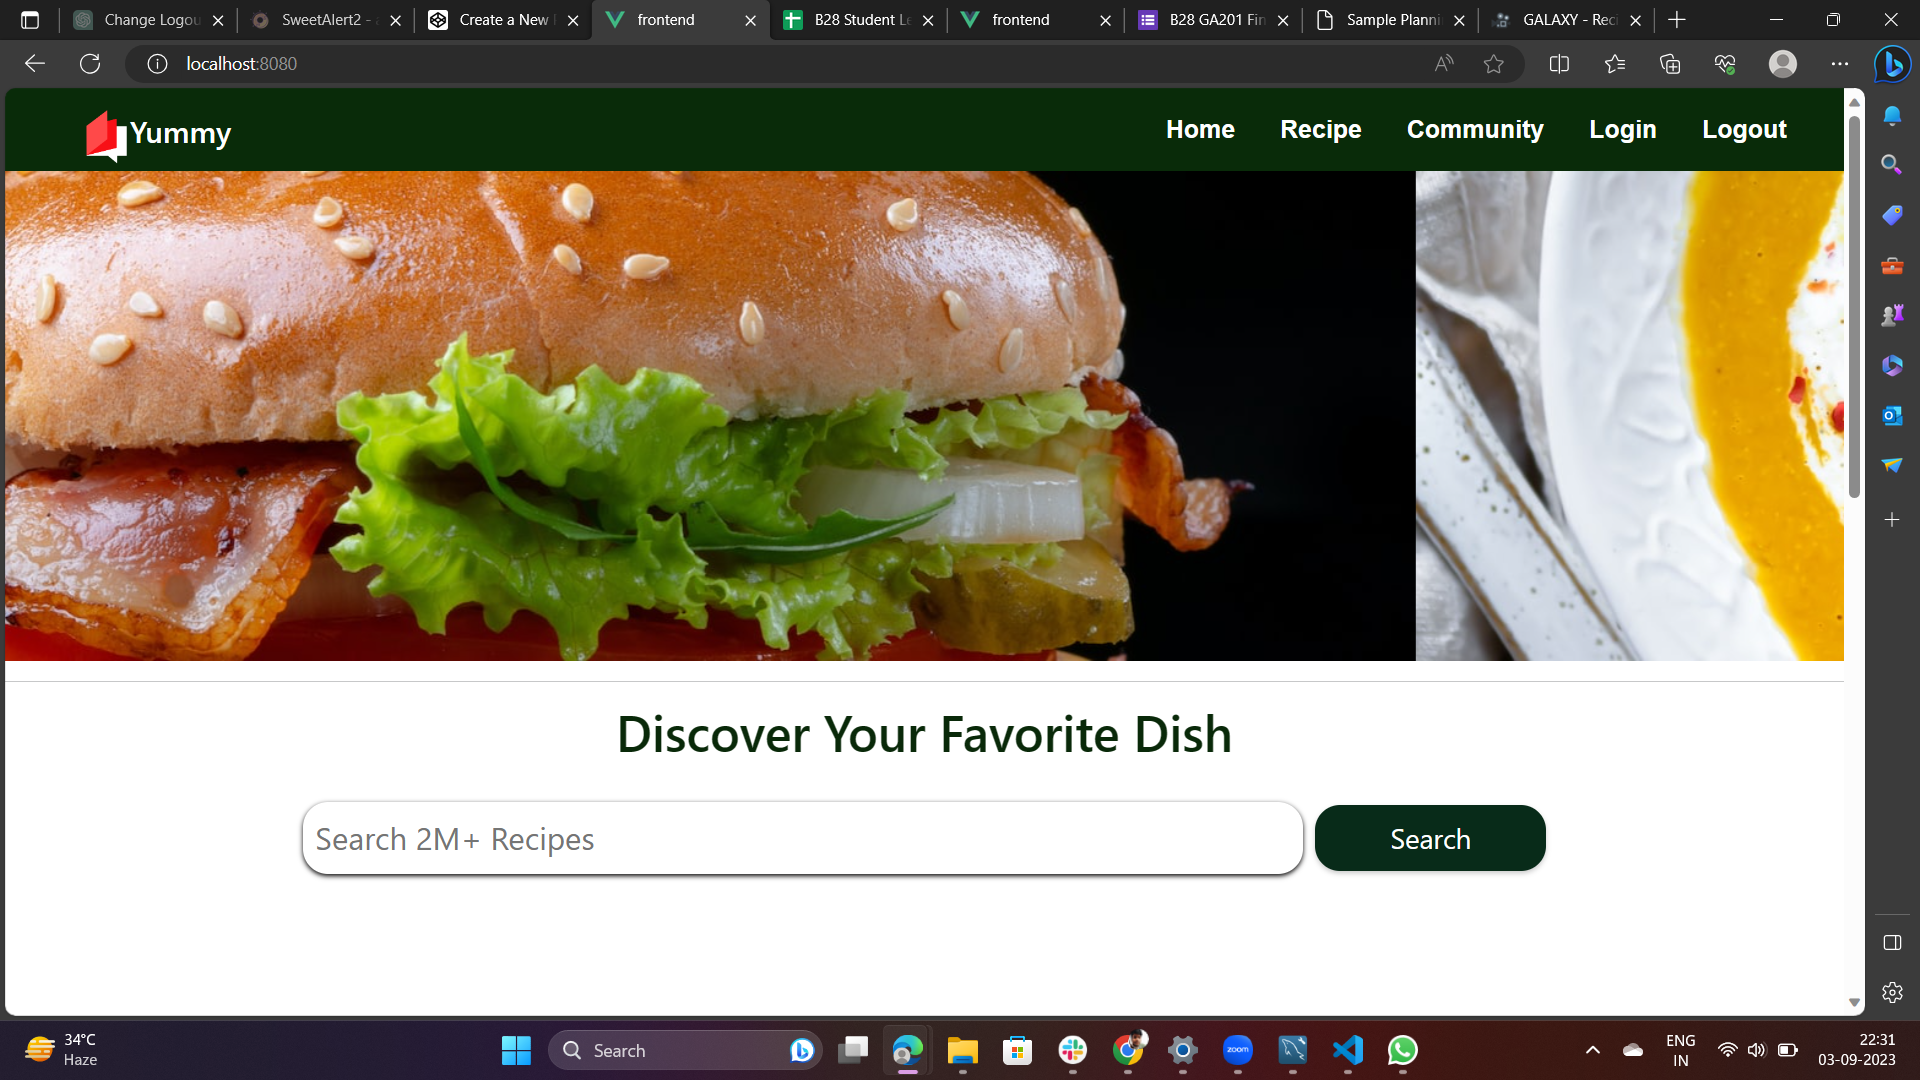 Change Logou
SweetAlert2 - a
Create a New
frontend
B28 Student Le
frontend
B28 GA201 Fin
Sample Planni
GALAXY - Reci
localhost:8080
Yummy
Home
Recipe
Community
Login
Logout
Discover Your Favorite Dish
Search 2M+ Recipes
Search
34°C
Haze
Search
zoom
ENG
IN
22:31
03-09-2023